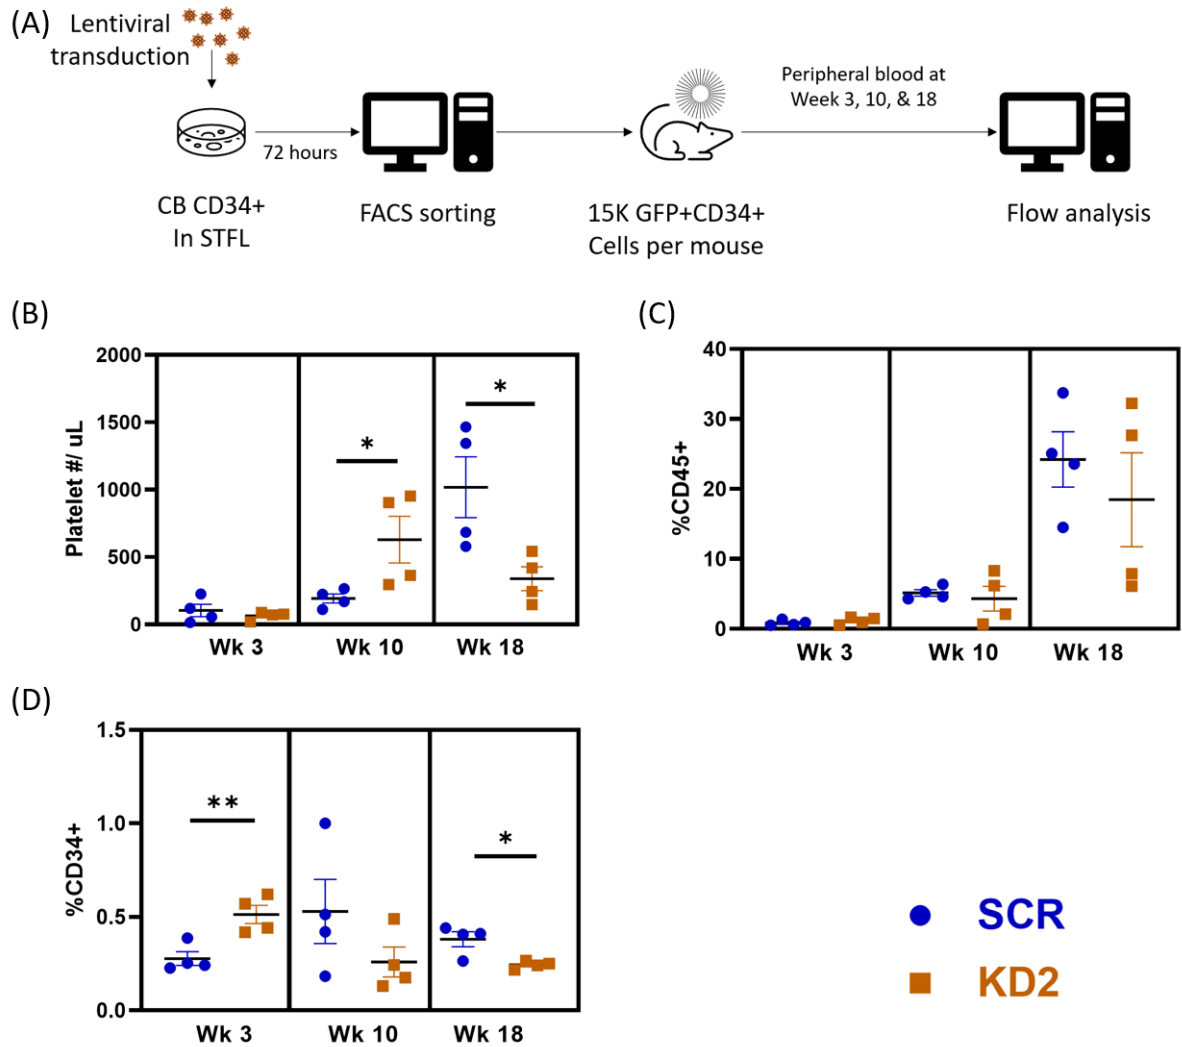 (A)
Lentiviral
transduction
72 hours
Peripheral blood at
Week 3, 10, & 18
CB CD34+
In STFL
FACS sorting
15K GFP+CD34+
Cells per mouse
Flow analysis
(B)
Platelet #/ uL
2000
1500
1000
500
0
*
*
Wk 3
Wk 10
Wk 18
(C)
%CD45+
40
30
20
10
0
Wk 3
Wk 10
Wk 18
(D)
%CD34+
1.5
1.0
0.5
0.0
**
*
Wk 3
Wk 10
Wk 18
SCR
KD2